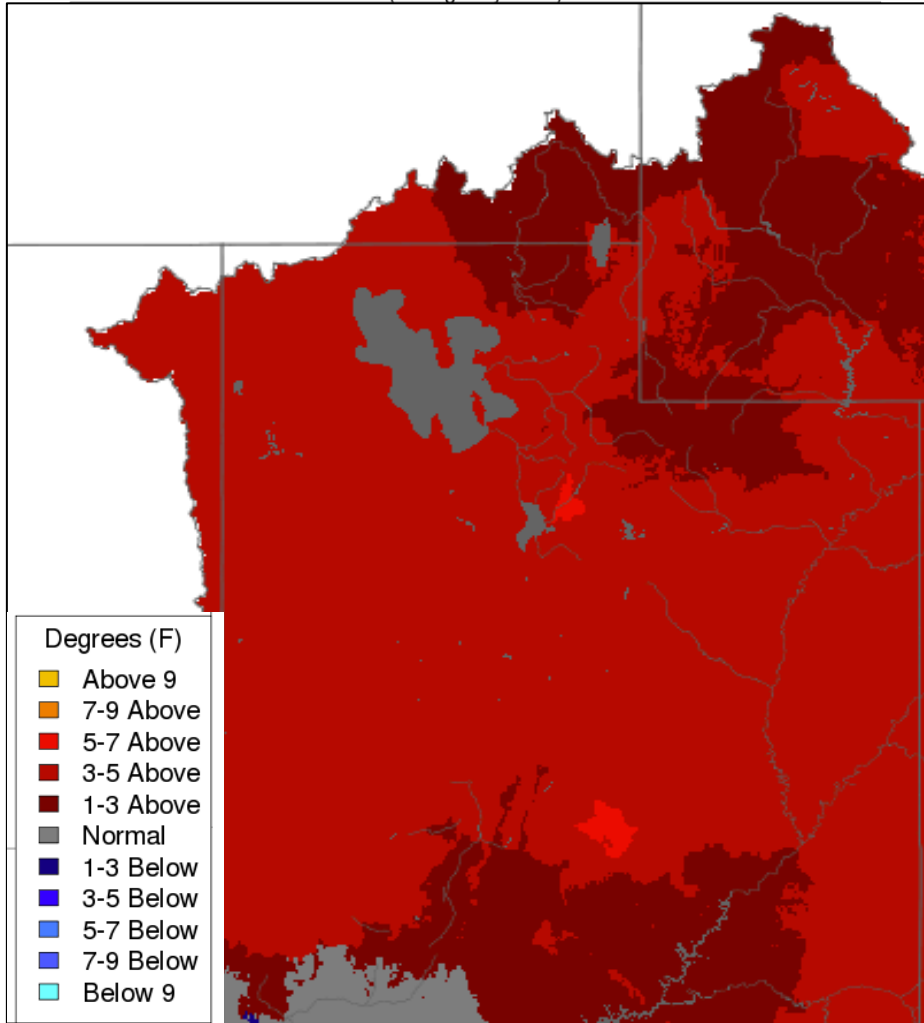 Degrees (F)
Above 9
7-9 Above
5-7 Above
3-5 Above
1-3 Above
Normal
1-3 Below
3-5 Below
5-7 Below
7-9 Below
Below 9